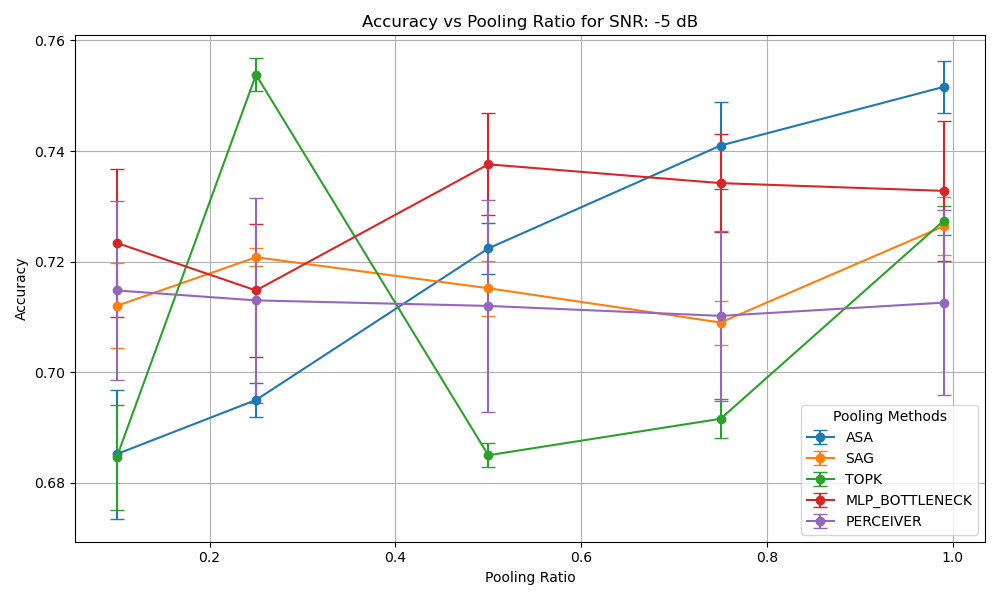 Accuracy vs Pooling Ratio for SNR: -5 dB
0.76
0.74
0.72
0.70
0.68
Accuracy
0.2
0.4
0.6
0.8
1.0
Pooling Ratio
Pooling Methods
ASA
SAG
TOPK
MLP_BOTTLENECK
PERCEIVER